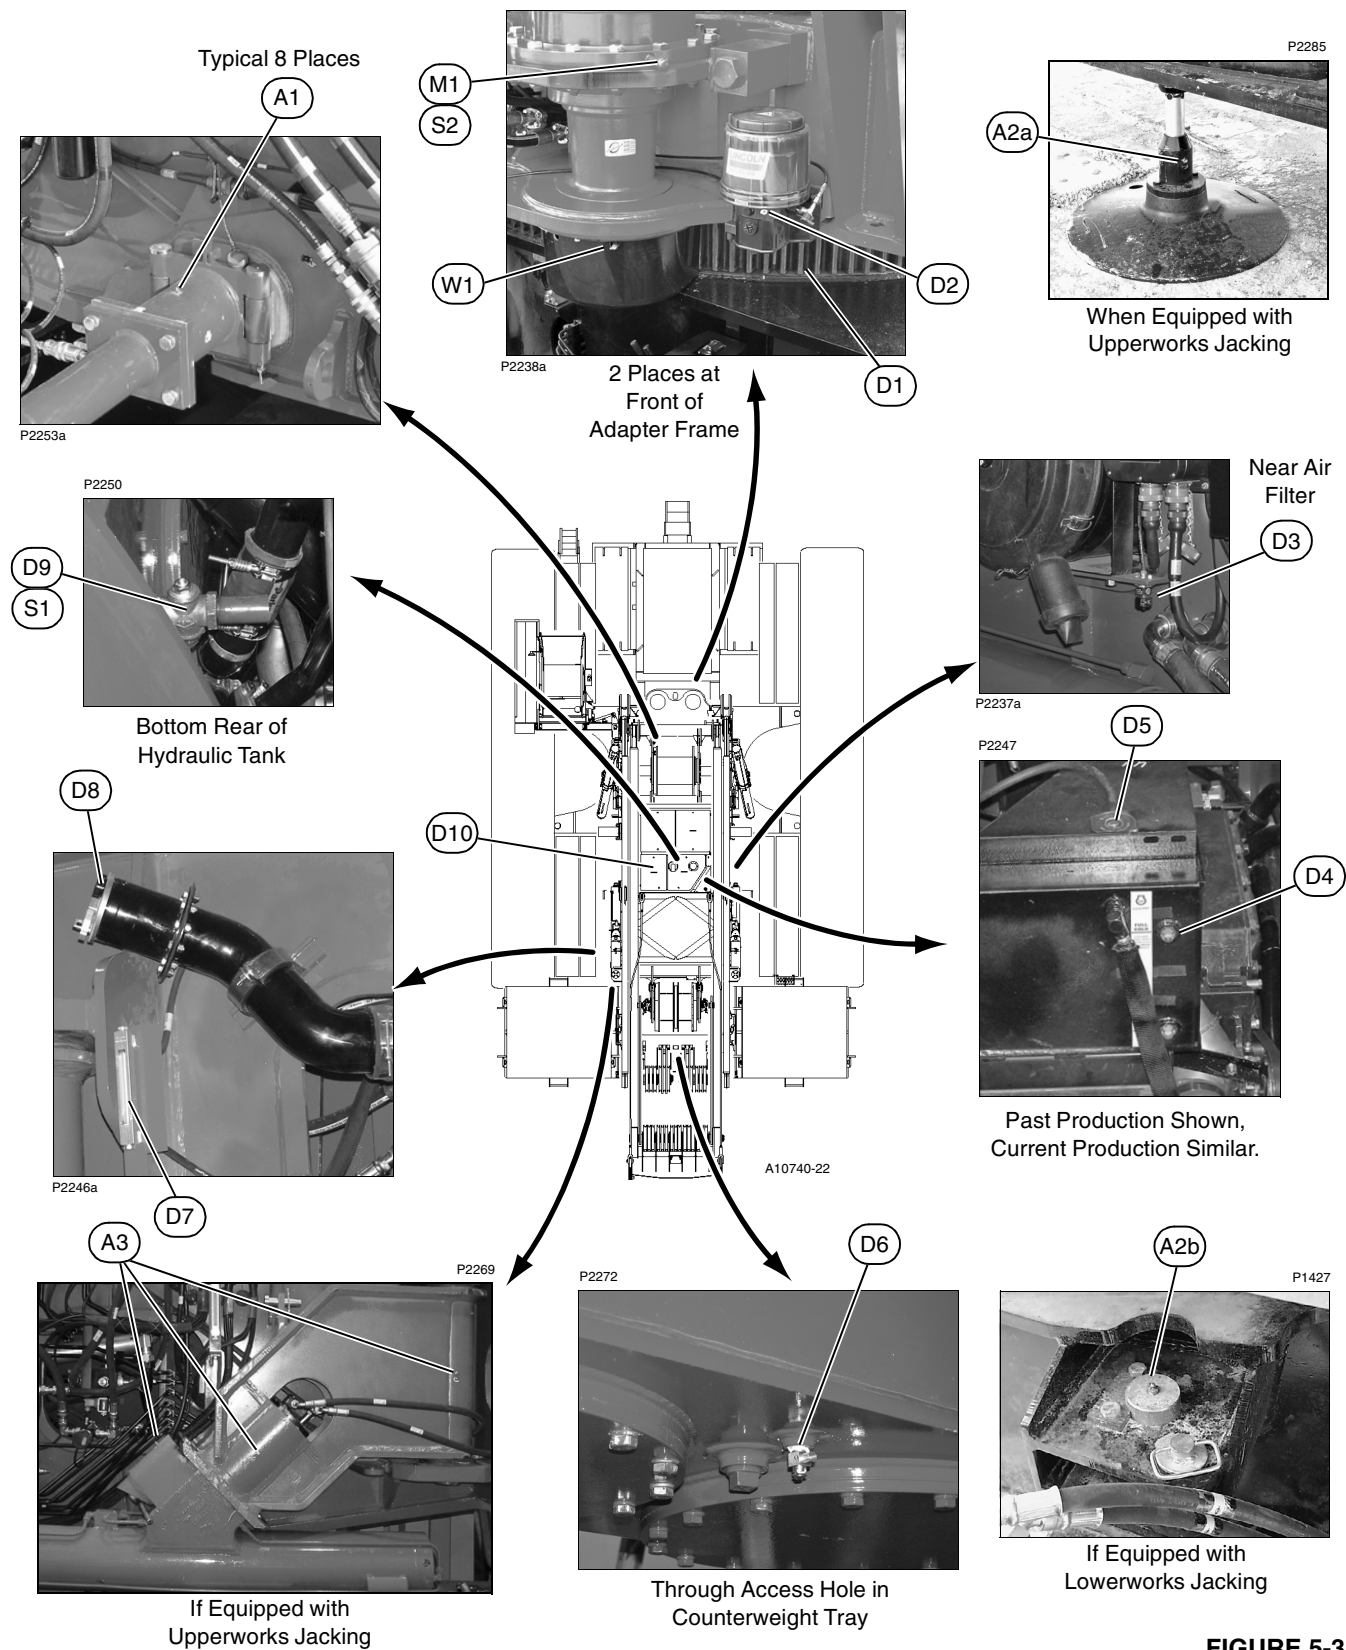 Typical 8 Places
A1
P2253a
M1
S2
W1
D2
D1
P2238a
2 Places at
Front of
Adapter Frame
P2285
A2a
When Equipped with
Upperworks Jacking
P2250
D9
S1
Bottom Rear of
Hydraulic Tank
Near Air
Filter
D3
P2237a
D8
D7
P2246a
D10
P2247
D5
D4
FULL
COLD
Past Production Shown,
Current Production Similar.
A10740-22
A3
P2269
If Equipped with
Upperworks Jacking
P2272
D6
Through Access Hole in
Counterweight Tray
A2b
P1427
If Equipped with
Lowerworks Jacking
FIGURE 5-3